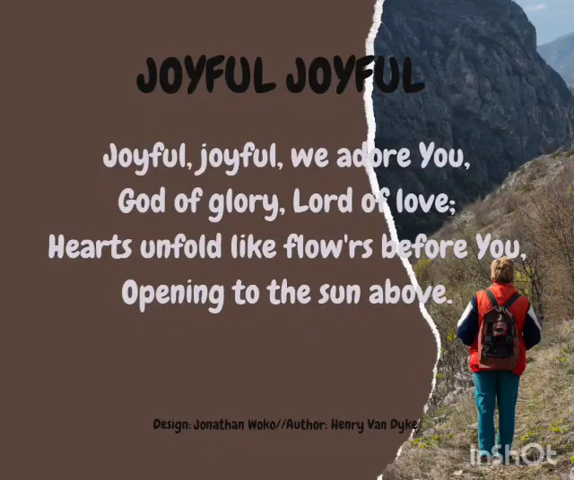 JOYFUL JOYFUL
Joyful, joyful, we adore You,
God of glory, Lord of love;
Hearts unfold like flow'rs before You,
Opening to the sun above.
Design: Jonathan Woko//Author: Henry Van Dyke
InShOt